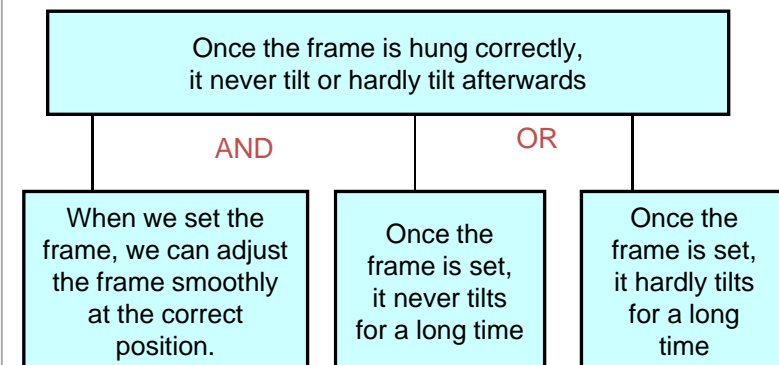 Once the frame is hung correctly,
it never tilt or hardly tilt afterwards
AND
OR
When we set the
frame, we can adjust
the frame smoothly
at the correct
position.
Once the
frame is set,
it never tilts
for a long time
Once the
frame is set,
it hardly tilts
for a long
time